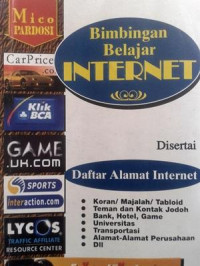 Mico
PARDOSI
Bimbingan
Belajar
INTERNET
CarPrice
.co
Klik
BCA
GAME
.UK.COM
SPORTS
interaction.com
LYCOS
TRAFFIC AFFILIATE
RESOURCE CENTER
Disertai
Daftar Alamat Internet
Koran/ Majalah/ Tabloid
Teman dan Kontak Jodoh
Bank, Hotel, Game
Universitas
Transportasi
Alamat-Alamat Perusahaan
Dll